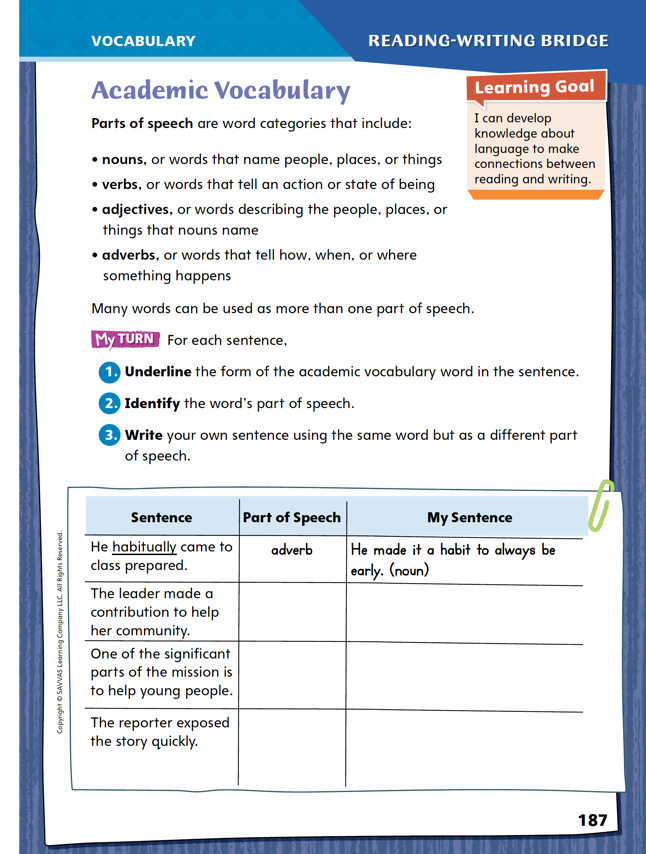 VOCABULARY
READING-WRITING BRIDGE
Academic Vocabulary
Parts of speech are word categories that include:
• nouns, or words that name people, places, or things
• verbs, or words that tell an action or state of being
• adjectives, or words describing the people, places, or
things that nouns name
• adverbs, or words that tell how, when, or where
something happens
Many words can be used as more than one part of speech.
Learning Goal
I can develop
knowledge about
language to make
connections between
reading and writing.
My TURN For each sentence,
1. Underline the form of the academic vocabulary word in the sentence.
2. Identify the word's part of speech.
3. Write your own sentence using the same word but as a different part
of speech.
Sentence
Part of Speech
My Sentence
He habitually came to
class prepared.
adverb
He made it a habit to always be
early. (noun)
The leader made a
contribution to help
her community.
One of the significant
parts of the mission is
to help young people.
The reporter exposed
the story quickly.
Copyright © SAVVAS Learning Company LLC. All Rights Reserved.
187